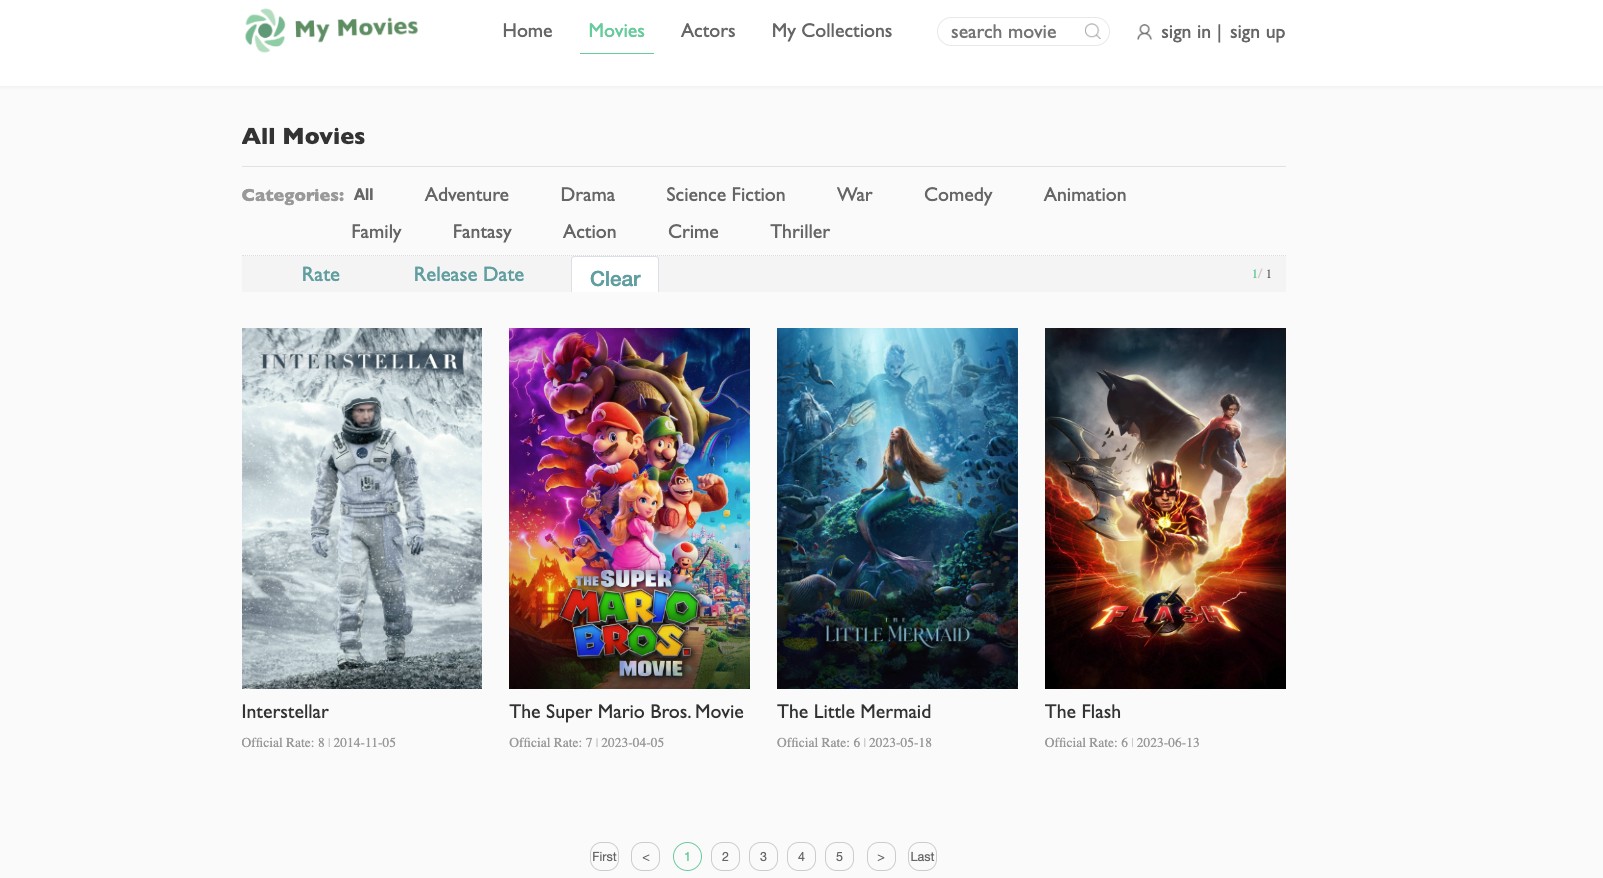 My Movies Home Movies Actors My Collections search movie sign in | sign up
All Movies
Categories: All Adventure Drama Science Fiction War Comedy Animation
Family Fantasy Action Crime Thriller
Rate Release Date Clear 1/ 1
INTERSTELLAR
THE SUPER
MARIO
BROS.
MOVIE
THE
LITTLE MERMAID
FLASH
Interstellar The Super Mario Bros. Movie The Little Mermaid The Flash
Official Rate: 8 | 2014-11-05 Official Rate: 7 | 2023-04-05 Official Rate: 6 | 2023-05-18 Official Rate: 6 | 2023-06-13
First < 1 2 3 4 5 > Last